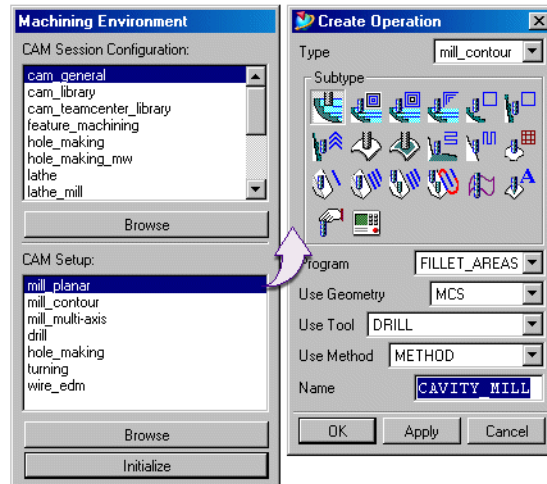 Machining Environment
CAM Session Configuration:
cam_general
cam_library
cam_teamcenter_library
feature_machining
hole_making
hole_making_mw
lathe
lathe_mill
Browse
CAM Setup:
mill_planar
mill_contour
mill_multi-axis
drill
hole_making
turning
wire_edm
Browse
Initialize
Create Operation
Type mill_contour
Subtype
A
Program FILLET_AREAS
Use Geometry MCS
Use Tool DRILL
Use Method METHOD
Name CAVITY_MILL
OK Apply Cancel